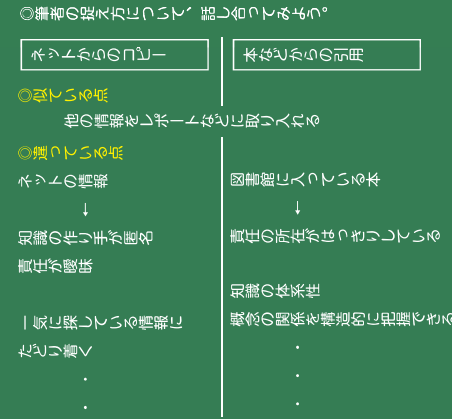 ◎筆者の捉え方について、話し合ってみよう。
ネットからのコピー
本などからの引用
◎似ている点
他の情報をレポートなどに取り入れる
◎違っている点
ネットの情報
↓
知識の作り手が匿名
責任が曖昧
一気に探している情報に
たどり着く
・
・
図書館に入っている本
↓
責任の所在がはっきりしている
知識の体系性
概念の関係を構造的に把握できる
・
・
・